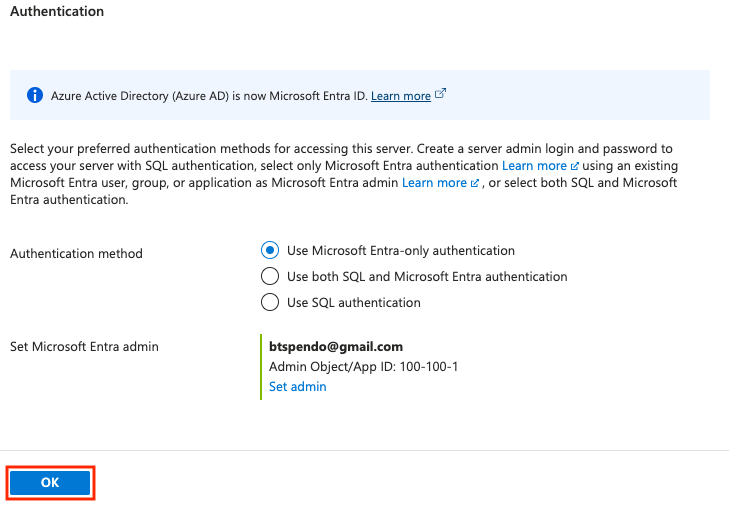 Authentication
Azure Active Directory (Azure AD) is now Microsoft Entra ID. Learn more
Select your preferred authentication methods for accessing this server. Create a server admin login and password to
access your server with SQL authentication, select only Microsoft Entra authentication Learn more using an existing
Microsoft Entra user, group, or application as Microsoft Entra admin Learn more , or select both SQL and Microsoft
Entra authentication.
Authentication method
Use Microsoft Entra-only authentication
Use both SQL and Microsoft Entra authentication
Use SQL authentication
Set Microsoft Entra admin
btspendo@gmail.com
Admin Object/App ID: 100-100-1
Set admin
OK